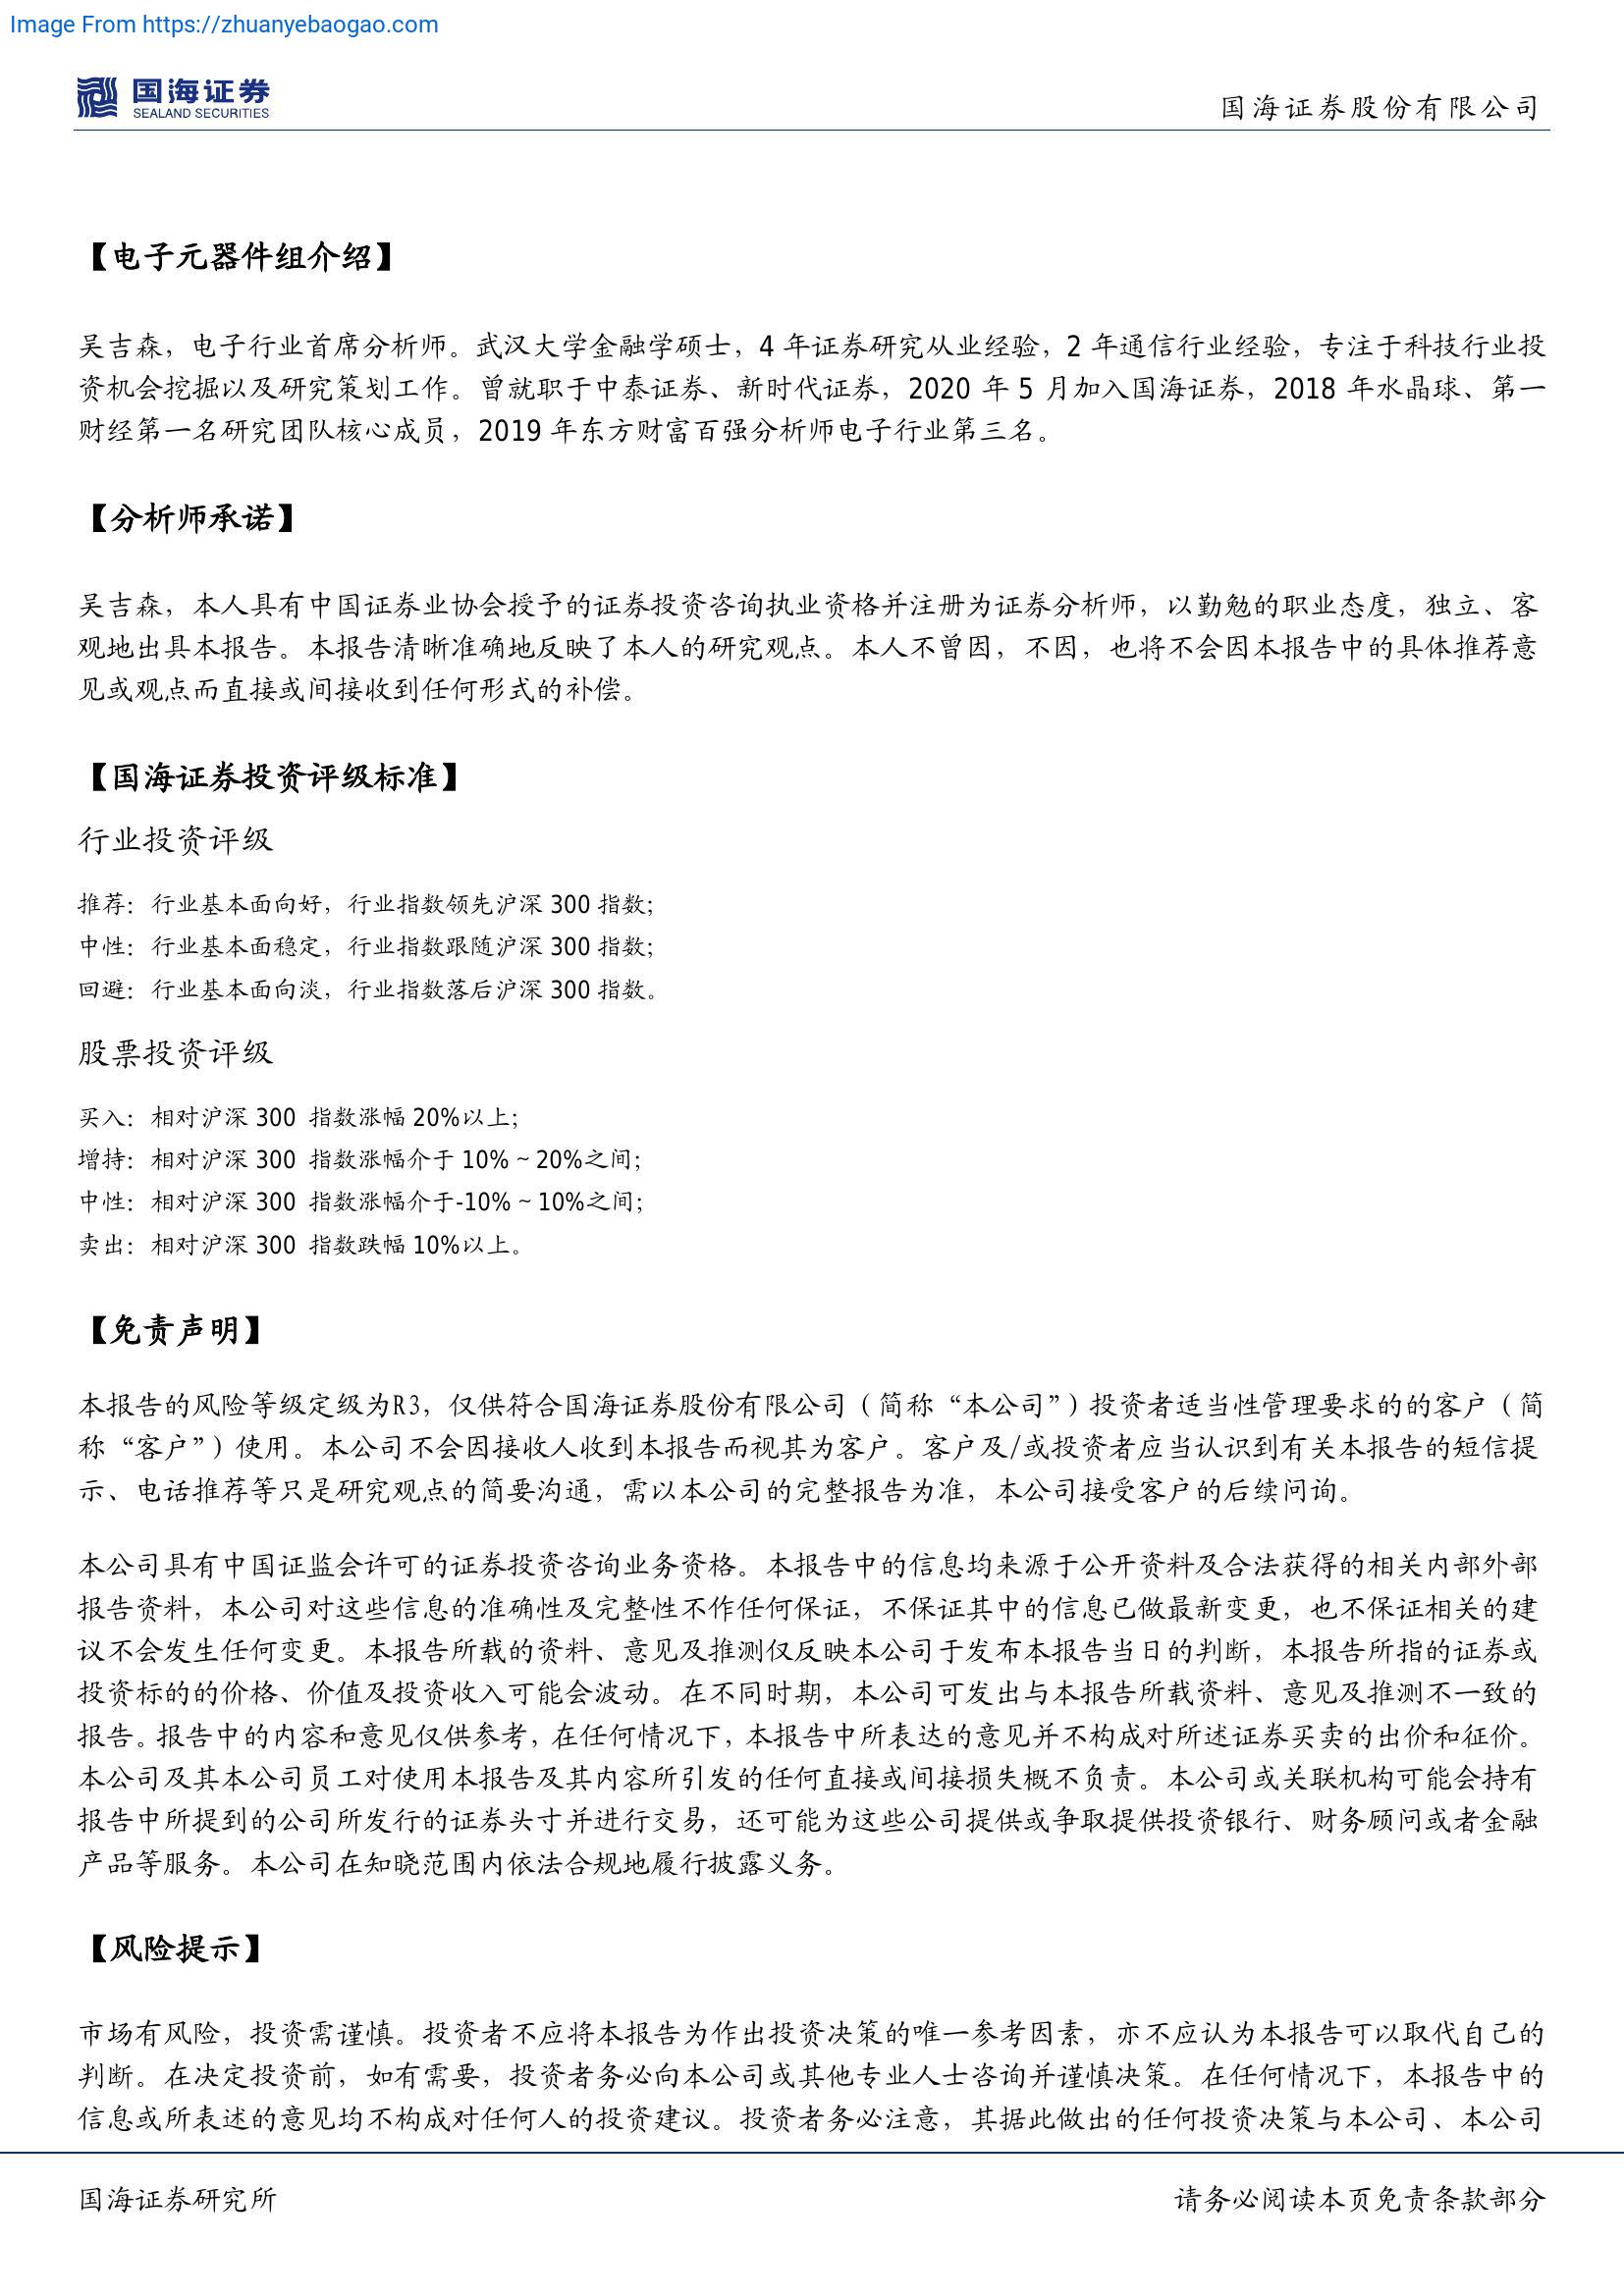 Image From https://zhuanyebaogao.com
国海证券
SEALAND SECURITIES
国海证券股份有限公司
【电子元器件组介绍】
吴吉森，电子行业首席分析师。武汉大学金融学硕士，4 年证券研究从业经验，2 年通信行业经验，专注于科技行业投
资机会挖掘以及研究策划工作。曾就职于中泰证券、新时代证券，2020 年 5 月加入国海证券，2018 年水晶球、第一
财经第一名研究团队核心成员，2019 年东方财富百强分析师电子行业第三名。
【分析师承诺】
吴吉森，本人具有中国证券业协会授予的证券投资咨询执业资格并注册为证券分析师，以勤勉的职业态度，独立、客
观地出具本报告。本报告清晰准确地反映了本人的研究观点。本人不曾因，不因，也将不会因本报告中的具体推荐意
见或观点而直接或间接收到任何形式的补偿。
【国海证券投资评级标准】
行业投资评级
推荐：行业基本面向好，行业指数领先沪深 300 指数；
中性：行业基本面稳定，行业指数跟随沪深 300 指数；
回避：行业基本面向淡，行业指数落后沪深 300 指数。
股票投资评级
买入：相对沪深 300 指数涨幅 20%以上；
增持：相对沪深 300 指数涨幅介于 10%～20%之间；
中性：相对沪深 300 指数涨幅介于-10%～10%之间；
卖出：相对沪深 300 指数跌幅 10%以上。
【免责声明】
本报告的风险等级定级为R3，仅供符合国海证券股份有限公司（简称“本公司”）投资者适当性管理要求的的客户（简
称“客户”）使用。本公司不会因接收人收到本报告而视其为客户。客户及/或投资者应当认识到有关本报告的短信提
示、电话推荐等只是研究观点的简要沟通，需以本公司的完整报告为准，本公司接受客户的后续问询。
本公司具有中国证监会许可的证券投资咨询业务资格。本报告中的信息均来源于公开资料及合法获得的相关内部外部
报告资料，本公司对这些信息的准确性及完整性不作任何保证，不保证其中的信息已做最新变更，也不保证相关的建
议不会发生任何变更。本报告所载的资料、意见及推测仅反映本公司于发布本报告当日的判断，本报告所指的证券或
投资标的的价格、价值及投资收入可能会波动。在不同时期，本公司可发出与本报告所载资料、意见及推测不一致的
报告。报告中的内容和意见仅供参考，在任何情况下，本报告中所表达的意见并不构成对所述证券买卖的出价和征价。
本公司及其本公司员工对使用本报告及其内容所引发的任何直接或间接损失概不负责。本公司或关联机构可能会持有
报告中所提到的公司所发行的证券头寸并进行交易，还可能为这些公司提供或争取提供投资银行、财务顾问或者金融
产品等服务。本公司在知晓范围内依法合规地履行披露义务。
【风险提示】
市场有风险，投资需谨慎。投资者不应将本报告为作出投资决策的唯一参考因素，亦不应认为本报告可以取代自己的
判断。在决定投资前，如有需要，投资者务必向本公司或其他专业人士咨询并谨慎决策。在任何情况下，本报告中的
信息或所表述的意见均不构成对任何人的投资建议。投资者务必注意，其据此做出的任何投资决策与本公司、本公司
国海证券研究所
请务必阅读本页免责条款部分